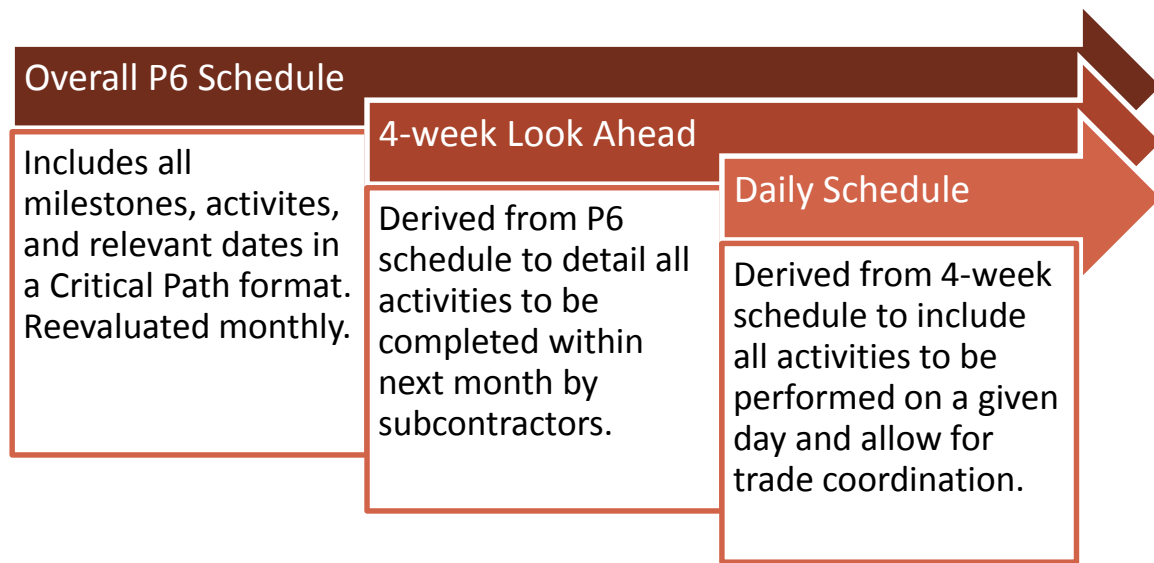 Overall P6 Schedule
Includes all
milestones, activites,
and relevant dates in
a Critical Path format.
Reevaluated monthly.
4-week Look Ahead
Derived from P6
schedule to detail all
activities to be
completed within
next month by
subcontractors.
Daily Schedule
Derived from 4-week
schedule to include
all activities to be
performed on a given
day and allow for
trade coordination.